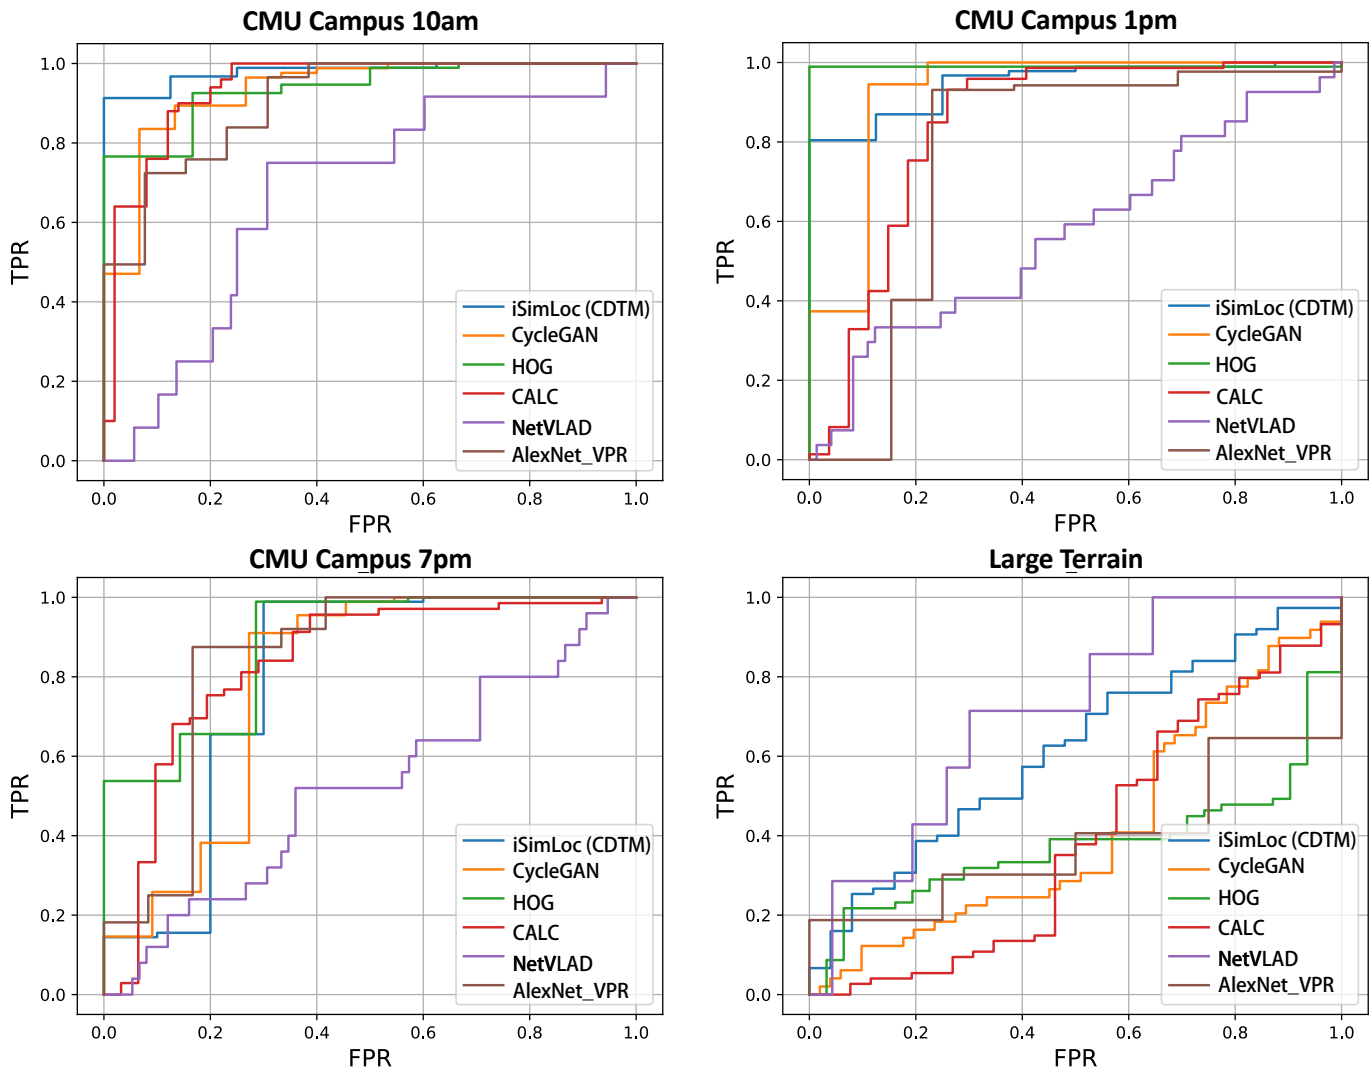 CMU Campus 10am
1.0
0.8
0.6
0.4
0.2
0.0
TPR
0.0 0.2 0.4 0.6 0.8 1.0
FPR
iSimLoc (CDTM)
CycleGAN
HOG
CALC
NetVLAD
AlexNet_VPR
CMU Campus 1pm
1.0
0.8
0.6
0.4
0.2
0.0
TPR
0.0 0.2 0.4 0.6 0.8 1.0
FPR
iSimLoc (CDTM)
CycleGAN
HOG
CALC
NetVLAD
AlexNet_VPR
CMU Campus 7pm
1.0
0.8
0.6
0.4
0.2
0.0
TPR
0.0 0.2 0.4 0.6 0.8 1.0
FPR
iSimLoc (CDTM)
CycleGAN
HOG
CALC
NetVLAD
AlexNet_VPR
Large Terrain
1.0
0.8
0.6
0.4
0.2
0.0
TPR
0.0 0.2 0.4 0.6 0.8 1.0
FPR
iSimLoc (CDTM)
CycleGAN
HOG
CALC
NetVLAD
AlexNet_VPR